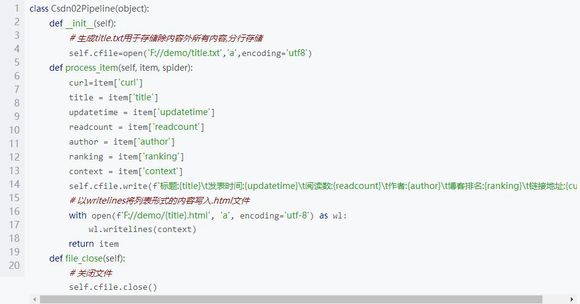 1 class Csdn02Pipeline(object):
2     def __init__(self):
3         # 生成title.txt用于存储除内容外所有内容,分行存储
4         self.cfile=open('F://demo/title.txt','a',encoding='utf8')
5     def process_item(self, item, spider):
6         curl=item['curl']
7         title = item['title']
8         updatetime = item['updatetime']
9         readcount = item['readcount']
10         author = item['author']
11         ranking = item['ranking']
12         context = item['context']
13         self.cfile.write(f'标题:{title}\t发表时间:{updatetime}\t阅读数:{readcount}\t作者:{author}\t博客排名:{ranking}\t链接地址:{cu
14         # 以writelines将列表形式的内容写入.html文件
15         with open(f'F://demo/{title}.html', 'a', encoding='utf-8') as wl:
16             wl.writelines(context)
17         return item
18     def file_close(self):
19         # 关闭文件
20         self.cfile.close()